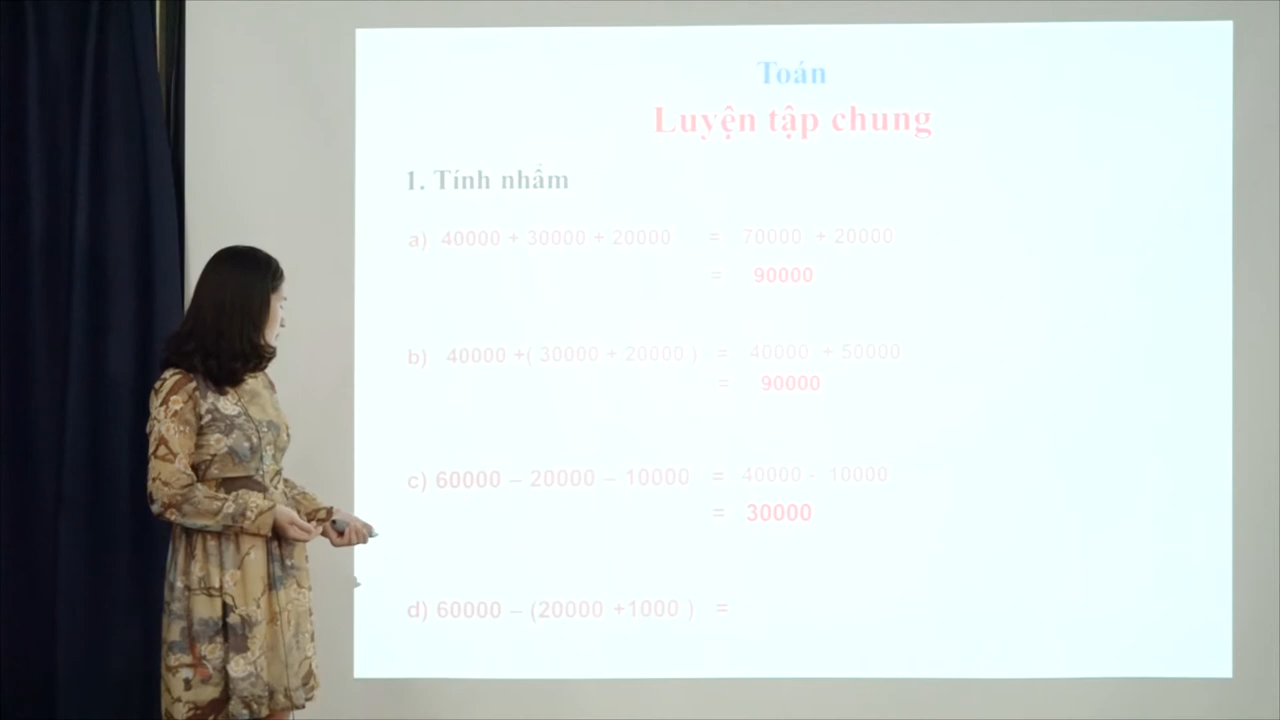 Toán
Luyện tập chung
1. Tính nhẩm
a) 40000 + 30000 + 20000 = 70000 + 20000
= 90000
b) 40000 +( 30000 + 20000 ) = 40000 + 50000
= 90000
c) 60000 – 20000 – 10000 = 40000 - 10000
= 30000
d) 60000 – (20000 +1000 ) =